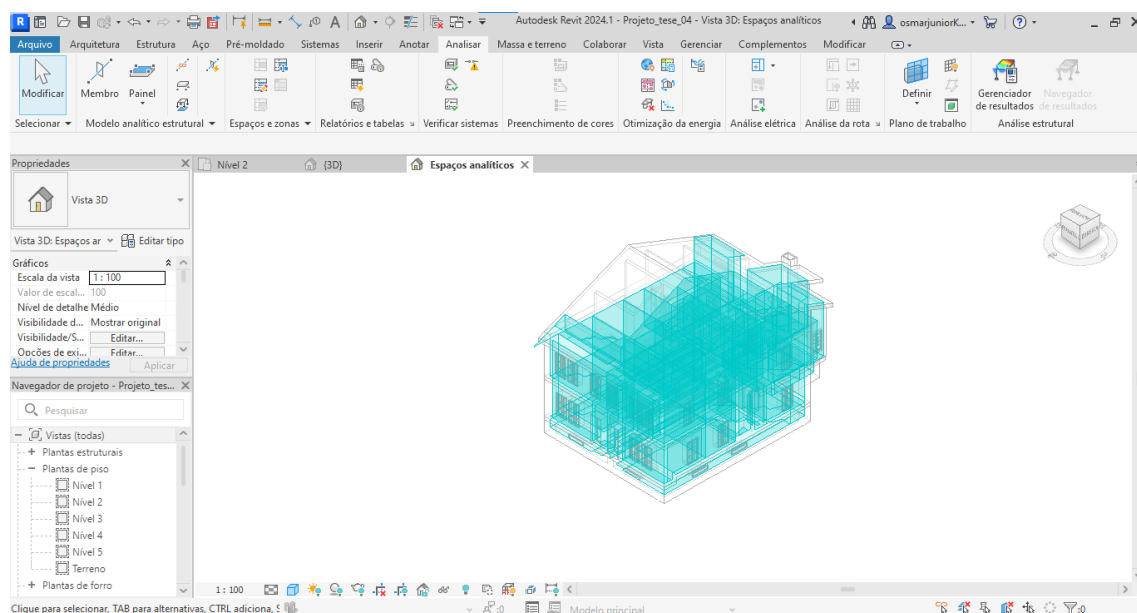 Autodesk Revit 2024.1 - Projeto_tese_04 - Vista 3D: Espaços analíticos
osmarjuniorK...
Arquivo Arquitetura Estrutura Aço Pré-moldado Sistemas Inserir Anotar Analisar Massa e terreno Colaborar Vista Gerenciar Complementos Modificar
Modificar Membro Painel Definir Gerenciador de resultados Navegador de resultados
Selecionar Modelo analítico estrutural Espaços e zonas Relatórios e tabelas Verificar sistemas Preenchimento de cores Otimização da energia Análise elétrica Análise da rota Plano de trabalho Análise estrutural
Propriedades
Nível 2 {3D} Espaços analíticos
Vista 3D
Vista 3D: Espaços ar Editar tipo
Gráficos
Escala da vista 1 : 100
Valor de escal... 100
Nível de detalhe Médio
Visibilidade d... Mostrar original
Visibilidade/S... Editar...
Opções de exi... Editar...
Ajuda de propriedades Aplicar
Navegador de projeto - Projeto_tes...
Pesquisar
Vistas (todas)
Plantas estruturais
Plantas de piso
Nível 1
Nível 2
Nível 3
Nível 4
Nível 5
Terreno
Plantas de forro
1 : 100
Clique para selecionar, TAB para alternativas, CTRL adiciona, S :0 Modelo principal :0